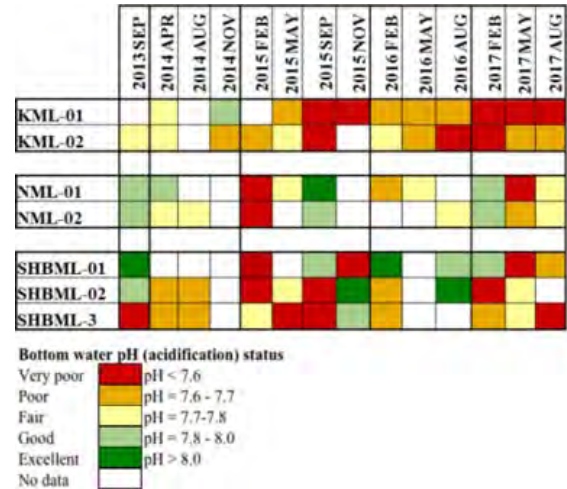 2013 SEP 2014 APR 2014 AUG 2014 NOV 2015 FEB 2015 MAY 2015 SEP 2015 NOV 2016 FEB 2016 MAY 2016 AUG 2017 FEB 2017 MAY 2017 AUG
KML-01
KML-02
NML-01
NML-02
SHBML-01
SHBML-02
SHBML-3
Bottom water pH (acidification) status
Very poor pH < 7.6
Poor pH = 7.6 - 7.7
Fair pH = 7.7-7.8
Good pH = 7.8 - 8.0
Excellent pH > 8.0
No data